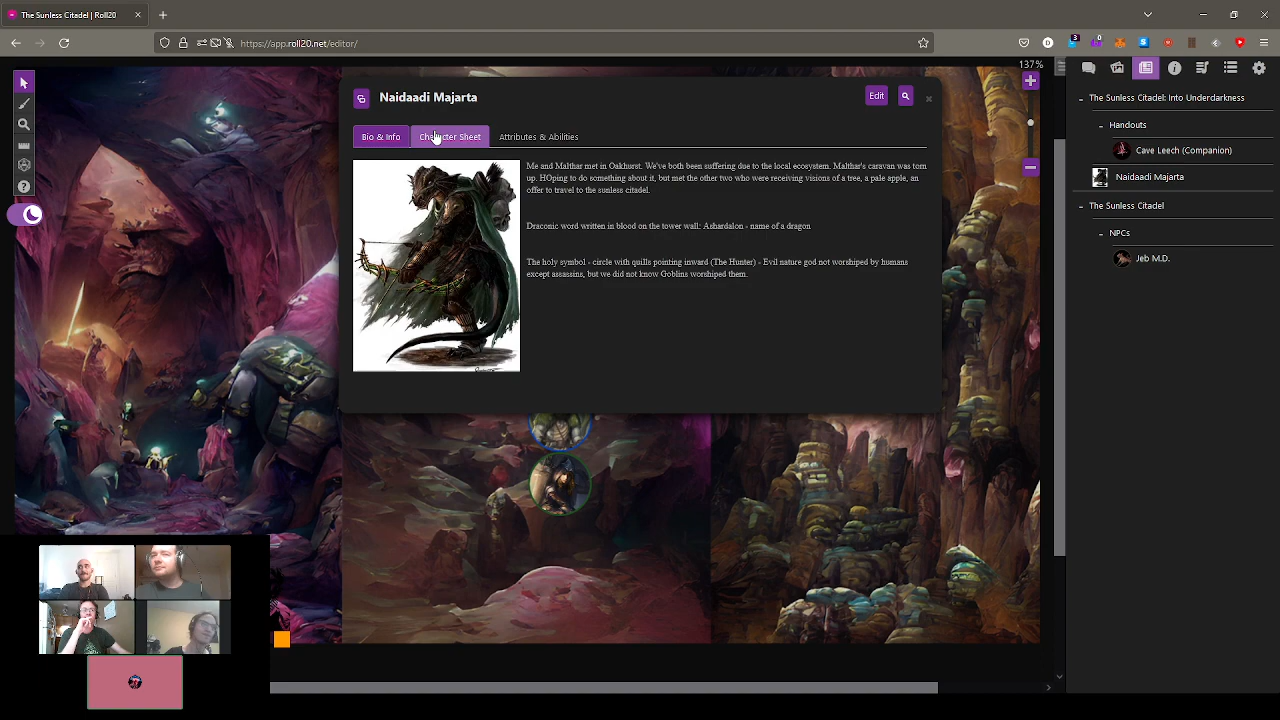 The Sunless Citadel | Roll20
https://app.roll20.net/editor/
3
0
137%
Naidaadi Majarta
Edit
Bio & Info
Character Sheet
Attributes & Abilities
Me and Malthar met in Oakhurst. We've both been suffering due to the local ecosystem. Malthar's caravan was torn
up. HOping to do something about it, but met the other two who were receiving visions of a tree, a pale apple, an
offer to travel to the sunless citadel.
Draconic word written in blood on the tower wall: Ashardalon - name of a dragon
The holy symbol - circle with quills pointing inward (The Hunter) - Evil nature god not worshiped by humans
except assassins, but we did not know Goblins worshiped them.
The Sunless Citadel: Into Underdarkness
Handouts
Cave Leech (Companion)
Naidaadi Majarta
The Sunless Citadel
NPCs
Jeb M.D.